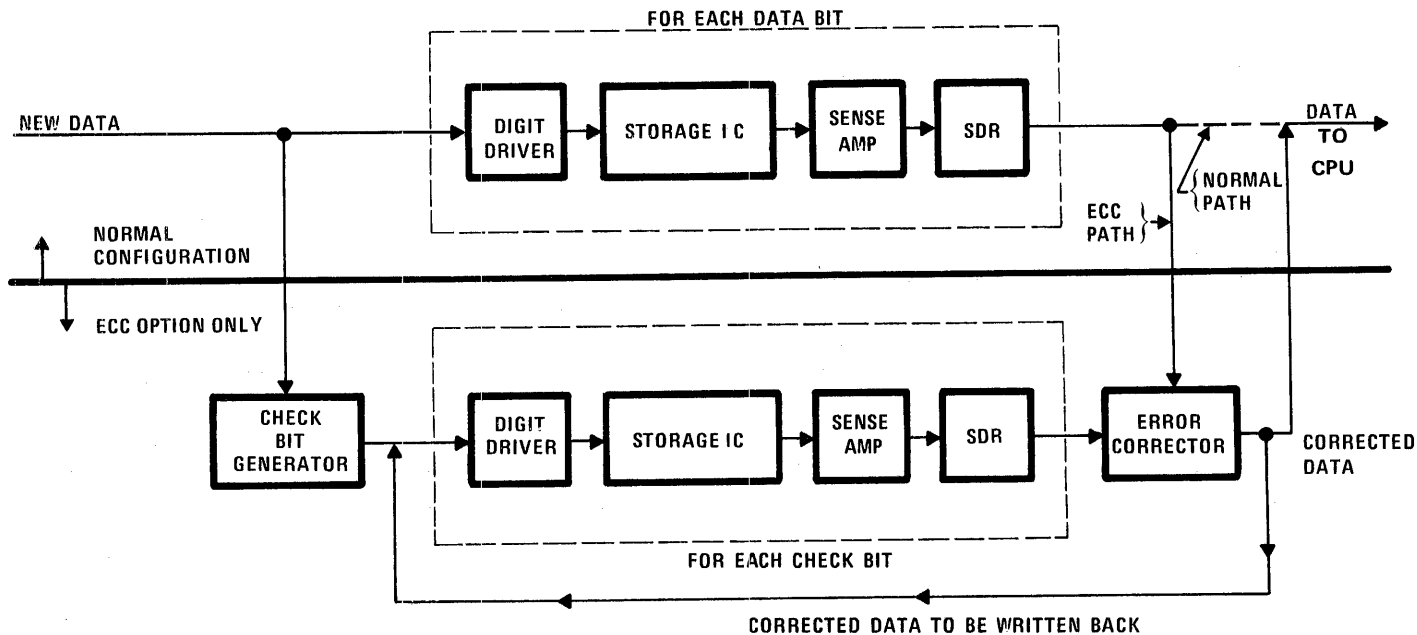 FOR EACH DATA BIT
NEW DATA
DIGIT
DRIVER
STORAGE I C
SENSE
AMP
SDR
DATA
TO
CPU
NORMAL
PATH
ECC
PATH
NORMAL
CONFIGURATION
ECC OPTION ONLY
CHECK
BIT
GENERATOR
DIGIT
DRIVER
STORAGE IC
SENSE
AMP
SDR
ERROR
CORRECTOR
CORRECTED
DATA
FOR EACH CHECK BIT
CORRECTED DATA TO BE WRITTEN BACK